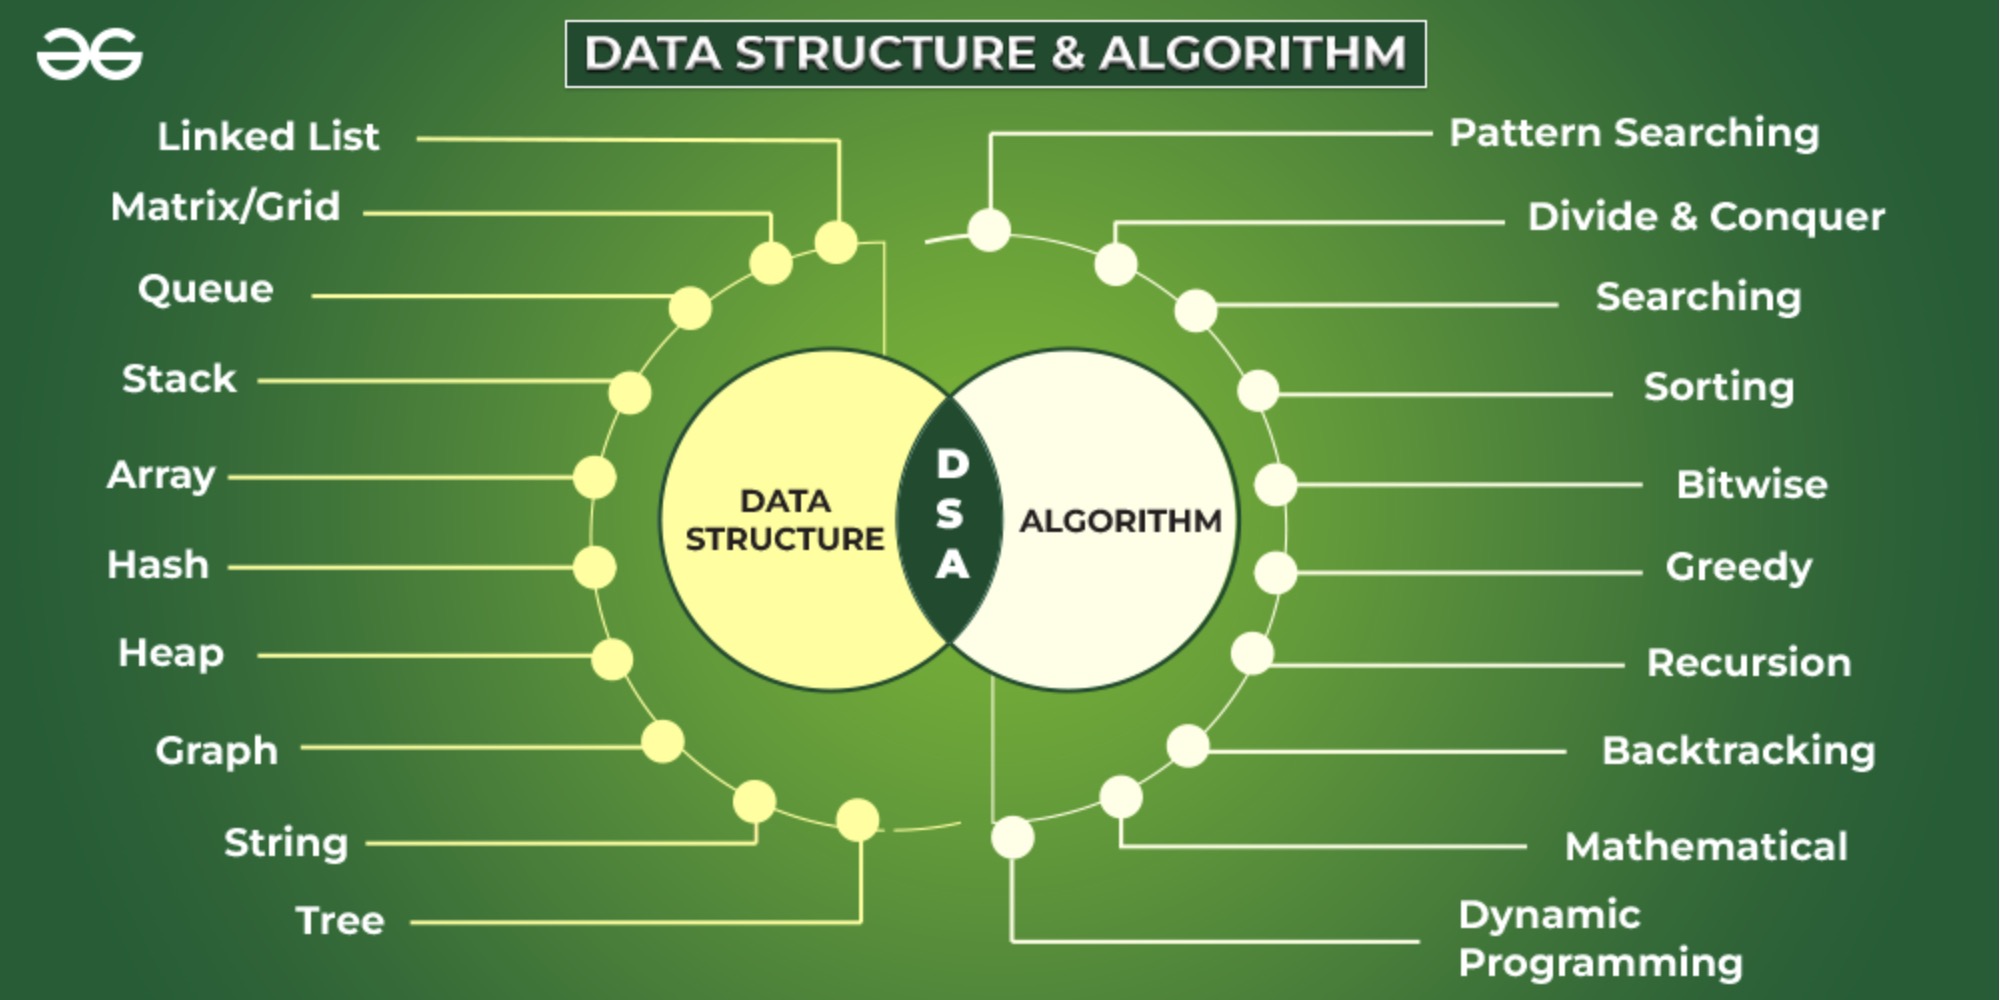 DATA STRUCTURE & ALGORITHM
Linked List
Matrix/Grid
Queue
Stack
Array
Hash
Heap
Graph
String
Tree
DATA
STRUCTURE
D
S
A
ALGORITHM
Pattern Searching
Divide & Conquer
Searching
Sorting
Bitwise
Greedy
Recursion
Backtracking
Mathematical
Dynamic
Programming